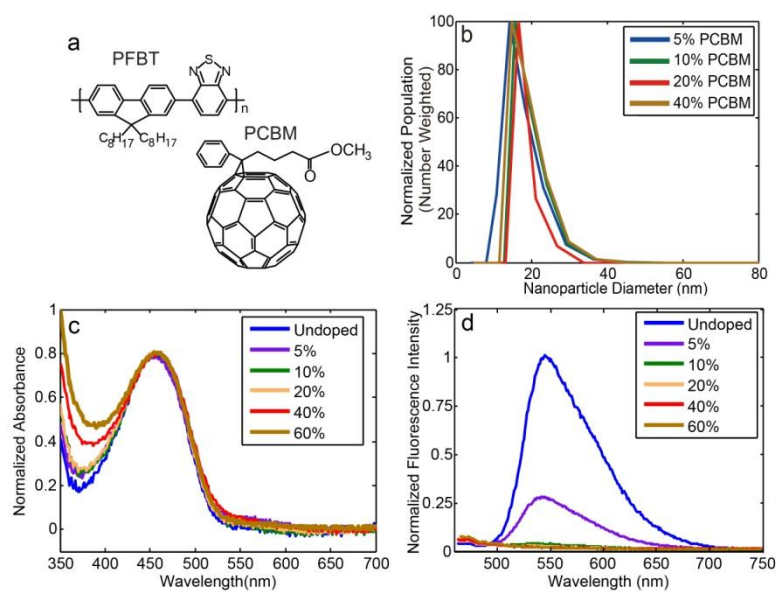 a
PFBT
S
N
N
n
C₈H₁₇ C₈H₁₇
PCBM
OCH₃
O
b
Normalized Population
(Number Weighted)
100
80
60
40
20
0
5% PCBM
10% PCBM
20% PCBM
40% PCBM
0 20 40 60 80
Nanoparticle Diameter (nm)
c
Normalized Absorbance
1
0.8
0.6
0.4
0.2
0
Undoped
5%
10%
20%
40%
60%
350 400 450 500 550 600 650 700
Wavelength(nm)
d
Normalized Fluorescence Intensity
1.25
1
0.75
0.5
0.25
0
Undoped
5%
10%
20%
40%
60%
500 550 600 650 700 750
Wavelength (nm)